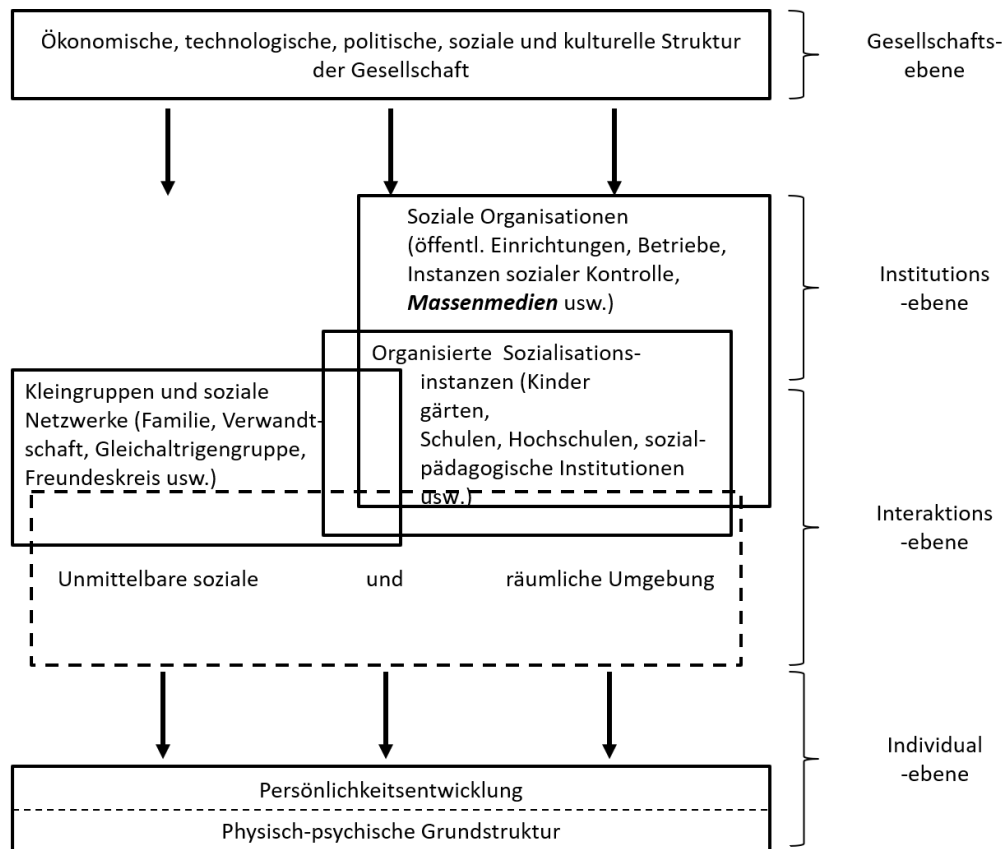 Ökonomische, technologische, politische, soziale und kulturelle Struktur
der Gesellschaft
Gesellschafts-
ebene
Soziale Organisationen
(öffentl. Einrichtungen, Betriebe,
Instanzen sozialer Kontrolle,
Massenmedien usw.)
Institutions
-ebene
Organisierte Sozialisations-
instanzen (Kinder
gärten,
Schulen, Hochschulen, sozial-
pädagogische Institutionen
usw.)
Kleingruppen und soziale
Netzwerke (Familie, Verwandt-
schaft, Gleichaltrigengruppe,
Freundeskreis usw.)
Interaktions
-ebene
Unmittelbare soziale und räumliche Umgebung
Individual
-ebene
Persönlichkeitsentwicklung
Physisch-psychische Grundstruktur